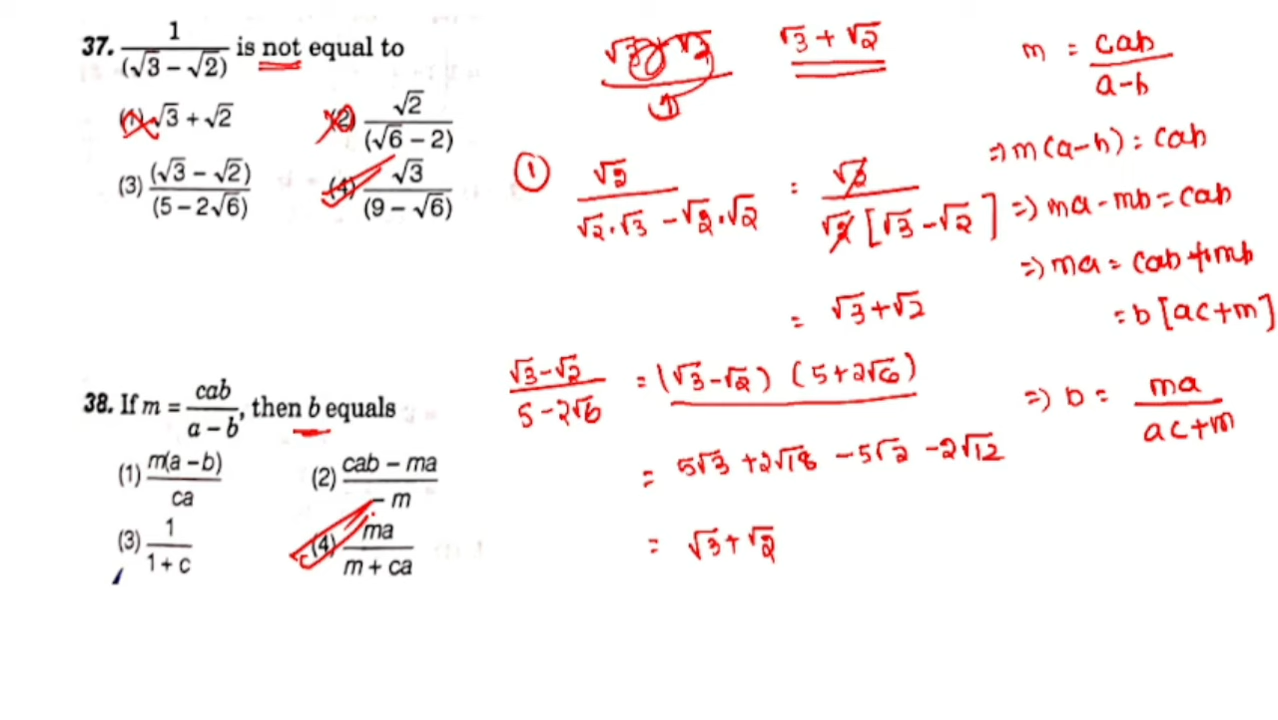 37. 1/(√3 − √2) is not equal to
(1) √3 + √2
(2) √2/(√6 − 2)
(3) (√3 − √2)/(5 − 2√6)
(4) √3/(9 − √6)
38. If m = cab/(a − b), then b equals
(1) m(a − b)/ca
(2) (cab − ma)/−m
(3) 1/(1 + c)
(4) ma/(m + ca)
√3 + √2
① √2/(√2·√3 − √2·√2) = √2/(√2[√3 − √2])
= √3 + √2
(√3 − √2)/(5 − 2√6) = (√3 − √2) (5 + 2√6)
= 5√3 + 2√18 − 5√2 − 2√12
= √3 + √2
m = cab/(a − b)
⇒ m(a − b) = cab
⇒ ma − mb = cab
⇒ ma = cab + mb
= b[ac + m]
⇒ b = ma/(ac + m)